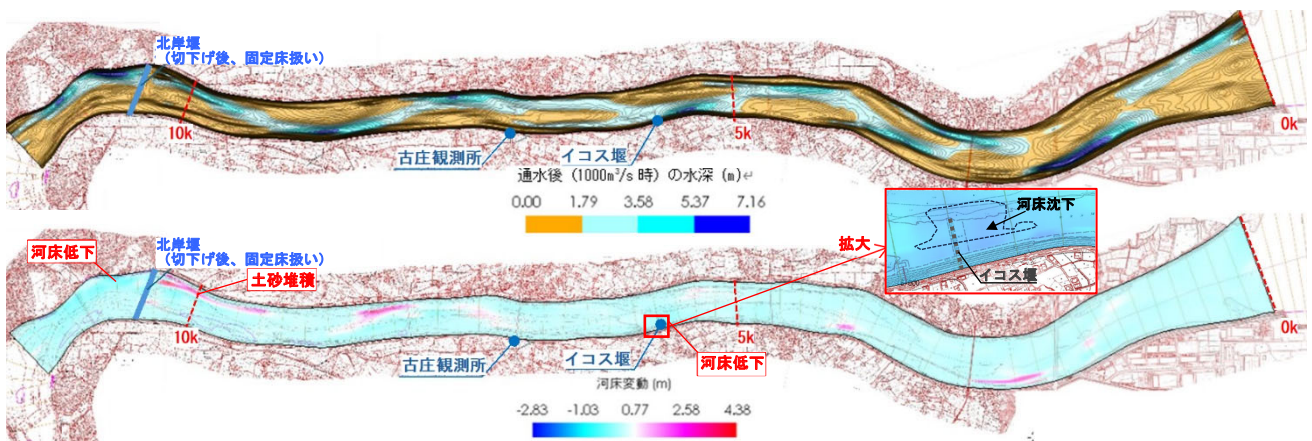 北岸堰
（切下げ後、固定床扱い）
10k
5k
0k
古庄観測所
イコス堰
通水後（1000m³/s 時）の水深（m）↵
0.00 1.79 3.58 5.37 7.16
河床沈下
イコス堰
拡大
河床低下
北岸堰
（切下げ後、固定床扱い）
土砂堆積
10k
5k
0k
古庄観測所
イコス堰
河床低下
河床変動 (m)
-2.83 -1.03 0.77 2.58 4.38